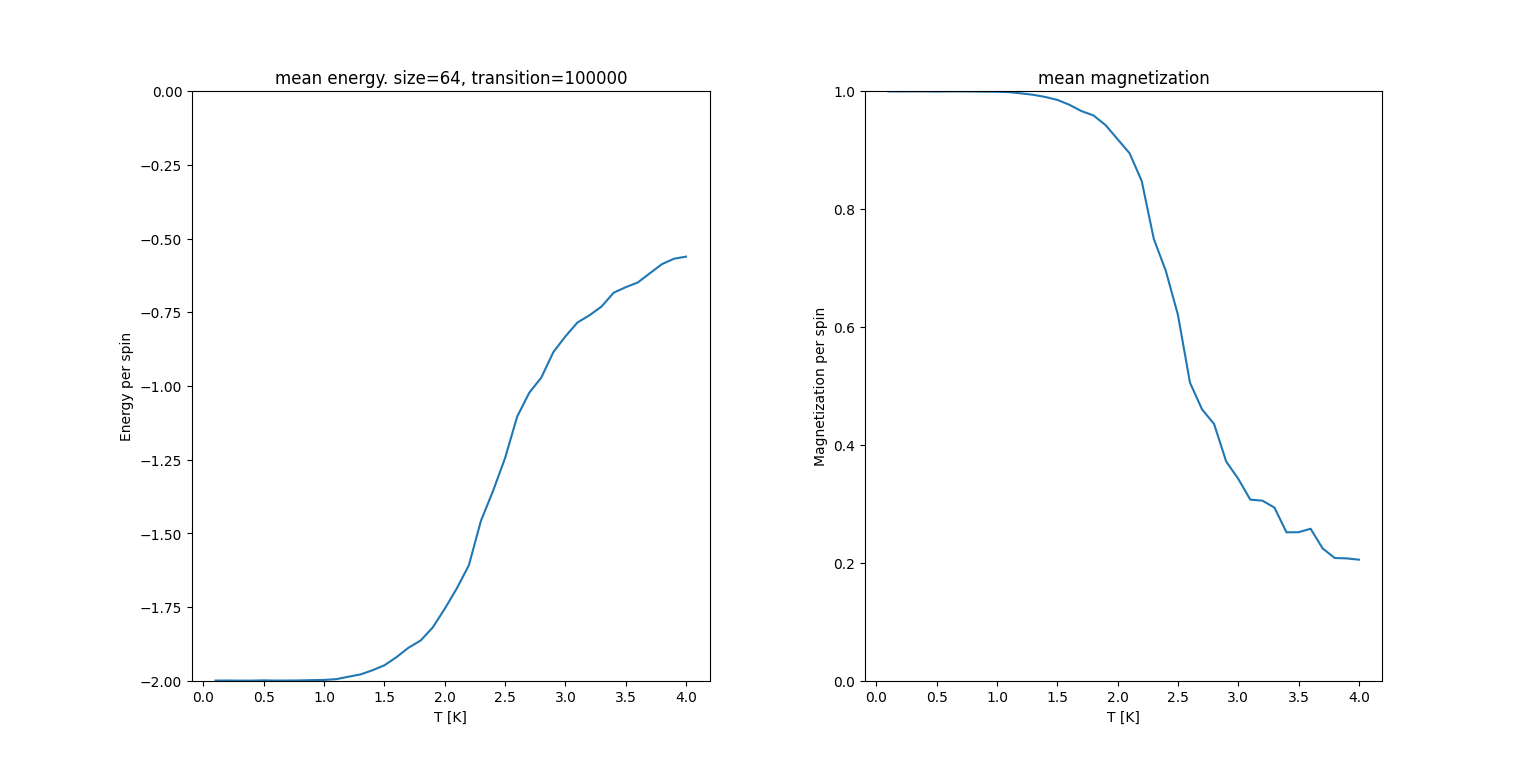 mean energy. size=64, transition=100000
0.00
−0.25
−0.50
−0.75
−1.00
−1.25
−1.50
−1.75
−2.00
Energy per spin
0.0 0.5 1.0 1.5 2.0 2.5 3.0 3.5 4.0
T [K]
mean magnetization
1.0
0.8
0.6
0.4
0.2
0.0
Magnetization per spin
0.0 0.5 1.0 1.5 2.0 2.5 3.0 3.5 4.0
T [K]